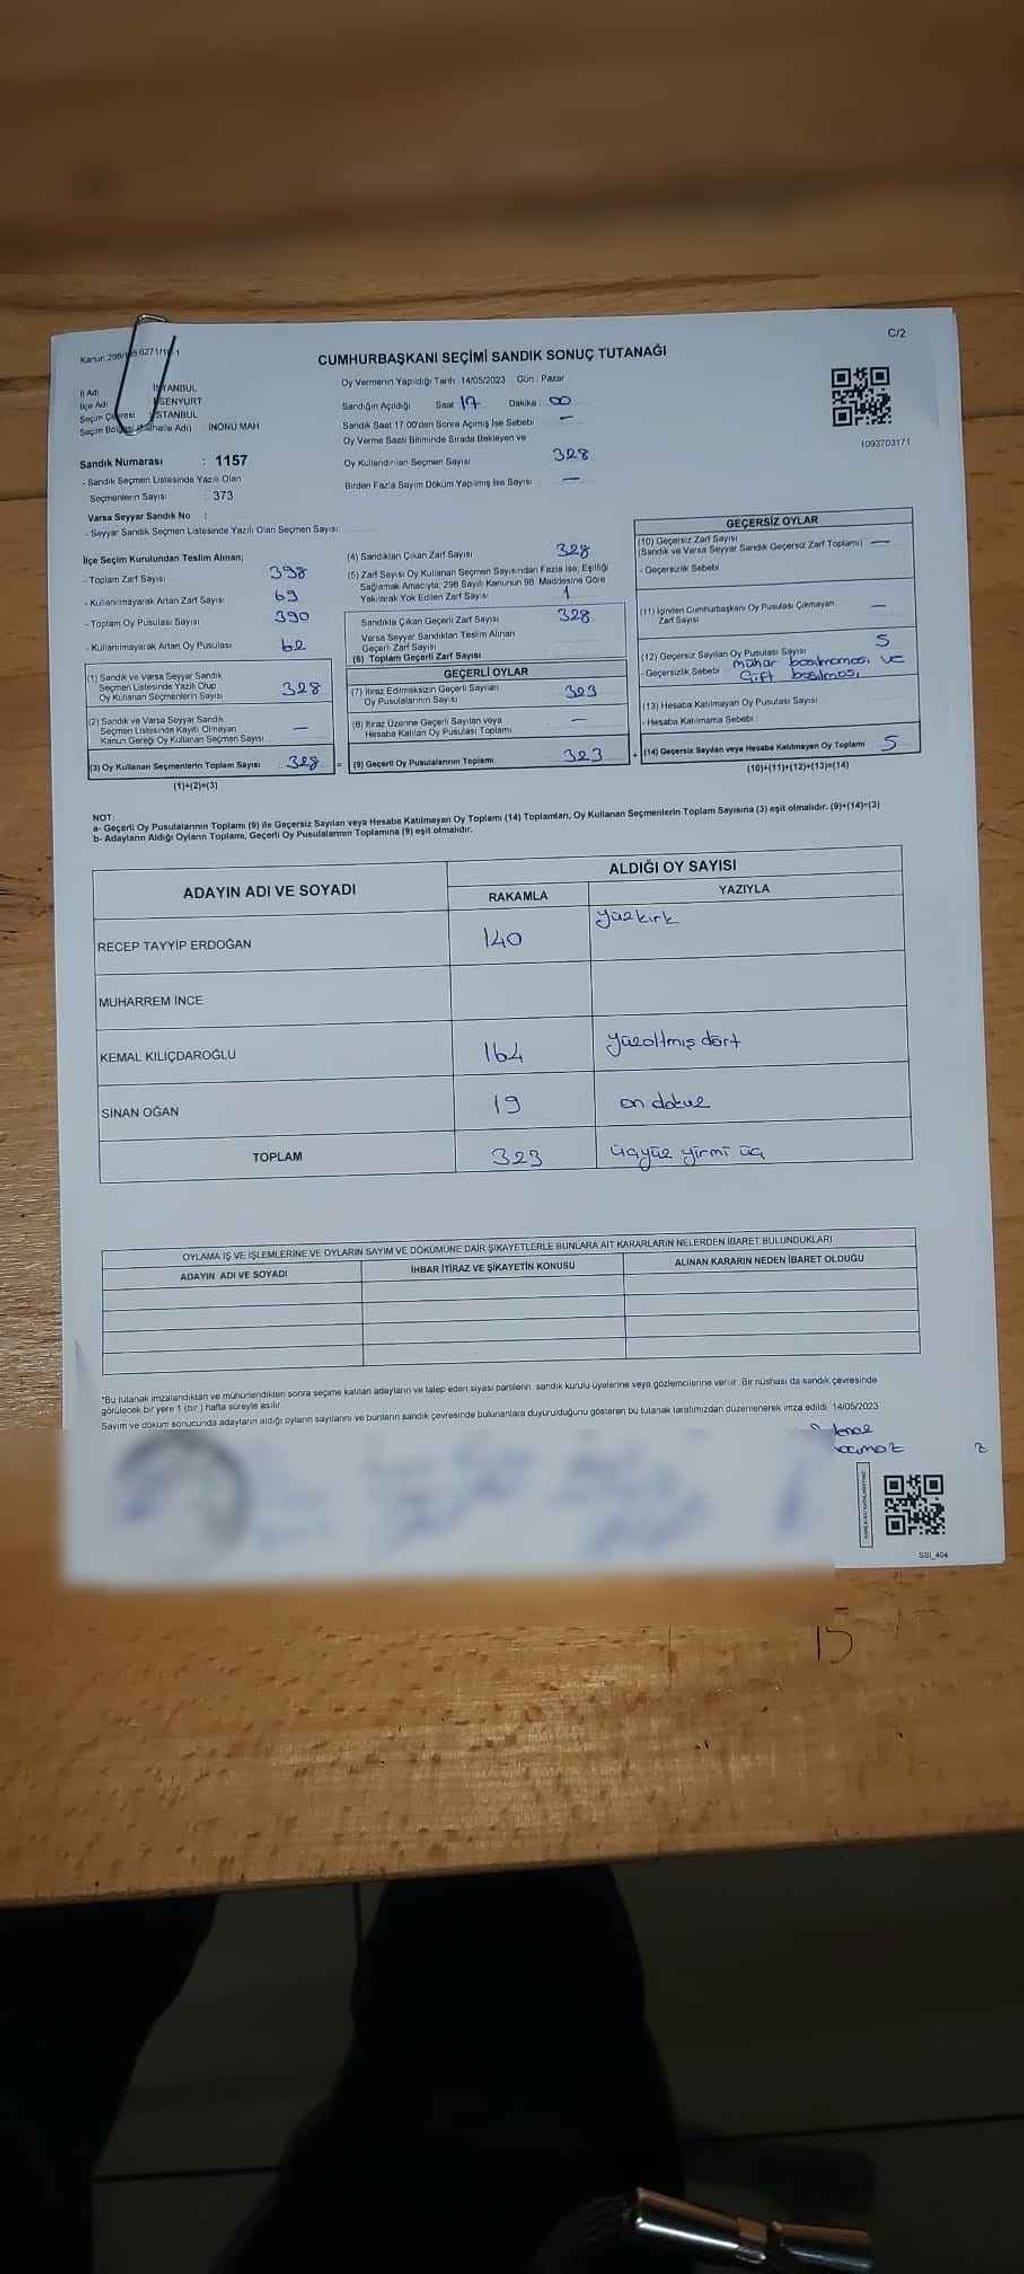 C/2
CUMHURBAŞKANI SEÇİMİ SANDIK SONUÇ TUTANAĞI
Oy Vermenin Yapıldığı Tarih: 14/05/2023 Gün: Pazar
İl Adı İSTANBUL
İlçe Adı ESENYURT
Seçim Çevresi İSTANBUL
İNÖNÜ MAH
Sandığın Açıldığı Saat 17 Dakika: 00
Sandık Saat 17.00'den Sonra Açılmış İse Sebebi —
Oy Verme Saati Bitiminde Sırada Bekleyen ve
Oy Kullandırılan Seçmen Sayısı 328
Birden Fazla Sayım Döküm Yapılmış İse Sayısı —
1093703171
Sandık Numarası : 1157
- Sandık Seçmen Listesinde Yazılı Olan
Seçmenlerin Sayısı : 373
Varsa Seyyar Sandık No :
- Seyyar Sandık Seçmen Listesinde Yazılı Olan Seçmen Sayısı:
İlçe Seçim Kurulundan Teslim Alınan;
- Toplam Zarf Sayısı 398
- Kullanılmayarak Artan Zarf Sayısı 69
- Toplam Oy Pusulası Sayısı 390
- Kullanılmayarak Artan Oy Pusulası 62
(1) Sandık ve Varsa Seyyar Sandık
Seçmen Listesinde Yazılı Olup
Oy Kullanan Seçmenlerin Sayısı 328
(2) Sandık ve Varsa Seyyar Sandık
Seçmen Listesinde Kayıtlı Olmayan
Kanun Gereği Oy Kullanan Seçmen Sayısı —
(3) Oy Kullanan Seçmenlerin Toplam Sayısı 328 =
(1)+(2)=(3)
(4) Sandıktan Çıkan Zarf Sayısı 328
(5) Zarf Sayısı Oy Kullanan Seçmen Sayısından Fazla İse, Eşitliği
Sağlamak Amacıyla, 298 Sayılı Kanunun 98. Maddesine Göre
Yakılarak Yok Edilen Zarf Sayısı 1
Sandıkta Çıkan Geçerli Zarf Sayısı 328
Varsa Seyyar Sandıktan Teslim Alınan
Geçerli Zarf Sayısı
(6) Toplam Geçerli Zarf Sayısı
GEÇERLİ OYLAR
(7) İtiraz Edilmeksizin Geçerli Sayılan
Oy Pusulalarının Sayısı 323
(8) İtiraz Üzerine Geçerli Sayılan veya
Hesaba Katılan Oy Pusulası Toplamı —
(9) Geçerli Oy Pusulalarının Toplamı 323 +
GEÇERSİZ OYLAR
(10) Geçersiz Zarf Sayısı
(Sandık ve Varsa Seyyar Sandık Geçersiz Zarf Toplamı) —
- Geçersizlik Sebebi
(11) İçinden Cumhurbaşkanı Oy Pusulası Çıkmayan
Zarf Sayısı —
(12) Geçersiz Sayılan Oy Pusulası Sayısı 5
- Geçersizlik Sebebi mühür basılmaması ve
Çift basılması
(13) Hesaba Katılmayan Oy Pusulası Sayısı
- Hesaba Katılmama Sebebi :
(14) Geçersiz Sayılan veya Hesaba Katılmayan Oy Toplamı 5
(10)+(11)+(12)+(13)=(14)
NOT:
a- Geçerli Oy Pusulalarının Toplamı (9) ile Geçersiz Sayılan veya Hesaba Katılmayan Oy Toplamı (14) Toplamları, Oy Kullanan Seçmenlerin Toplam Sayısına (3) eşit olmalıdır. (9)+(14)=(3)
b- Adayların Aldığı Oyların Toplamı, Geçerli Oy Pusulalarının Toplamına (9) eşit olmalıdır.
ADAYIN ADI VE SOYADI
ALDIĞI OY SAYISI
RAKAMLA YAZIYLA
RECEP TAYYİP ERDOĞAN 140 yüzkırk
MUHARREM İNCE
KEMAL KILIÇDAROĞLU 164 yüzaltmış dört
SİNAN OĞAN 19 on dokuz
TOPLAM 323 üçyüz yirmi üç
OYLAMA İŞ VE İŞLEMLERİNE VE OYLARIN SAYIM VE DÖKÜMÜNE DAİR ŞİKAYETLERLE BUNLARA AİT KARARLARIN NELERDEN İBARET BULUNDUKLARI
ADAYIN ADI VE SOYADI İHBAR İTİRAZ VE ŞİKAYETİN KONUSU ALINAN KARARIN NEDEN İBARET OLDUĞU
*Bu tutanak imzalandıktan ve mühürlendikten sonra seçime katılan adayların ve talep eden siyasi partilerin sandık kurulu üyelerine veya gözlemcilerine verilir. Bir nüshası da sandık çevresinde
görülecek bir yere 1 (bir) hafta süreyle asılır.
Sayım ve döküm sonucunda adayların aldığı oyların sayılarını ve bunların sandık çevresinde bulunanlara duyurulduğunu gösteren bu tutanak tarafımızdan düzenlenerek imza edildi. 14/05/2023
SSI_404